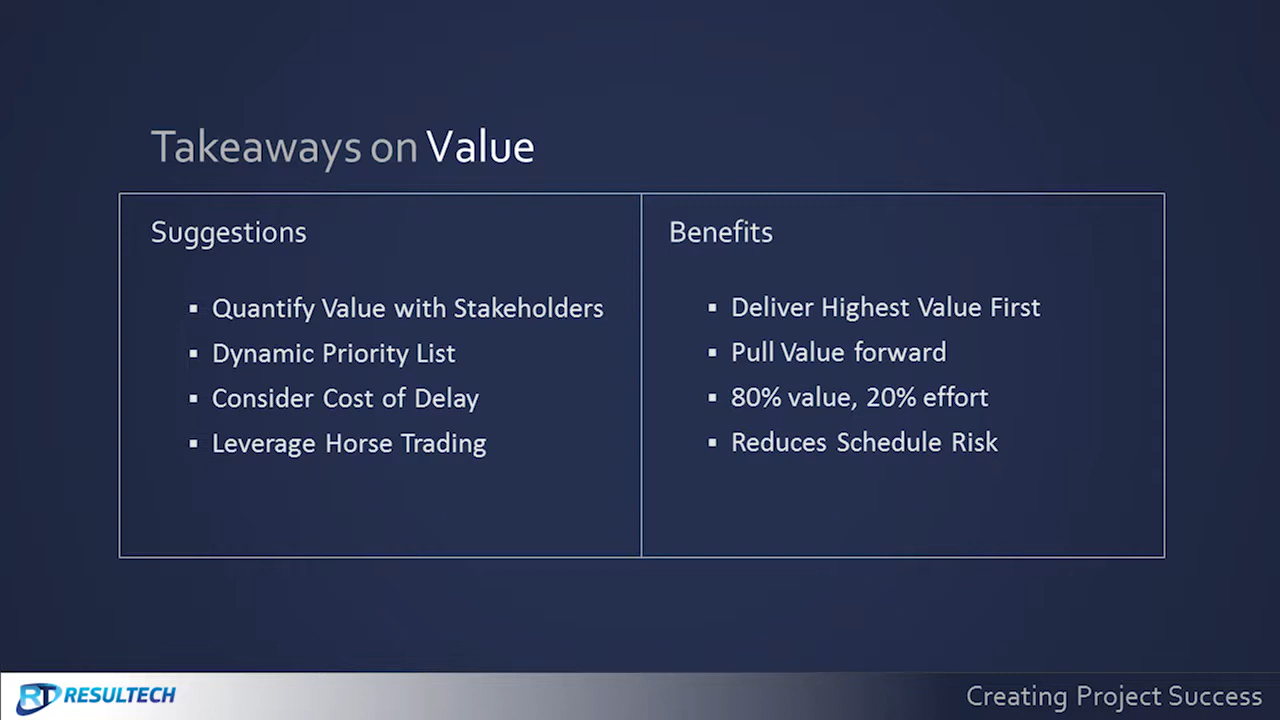 Takeaways on Value
Suggestions
Quantify Value with Stakeholders
Dynamic Priority List
Consider Cost of Delay
Leverage Horse Trading
Benefits
Deliver Highest Value First
Pull Value forward
80% value, 20% effort
Reduces Schedule Risk
RT RESULTECH
Creating Project Success